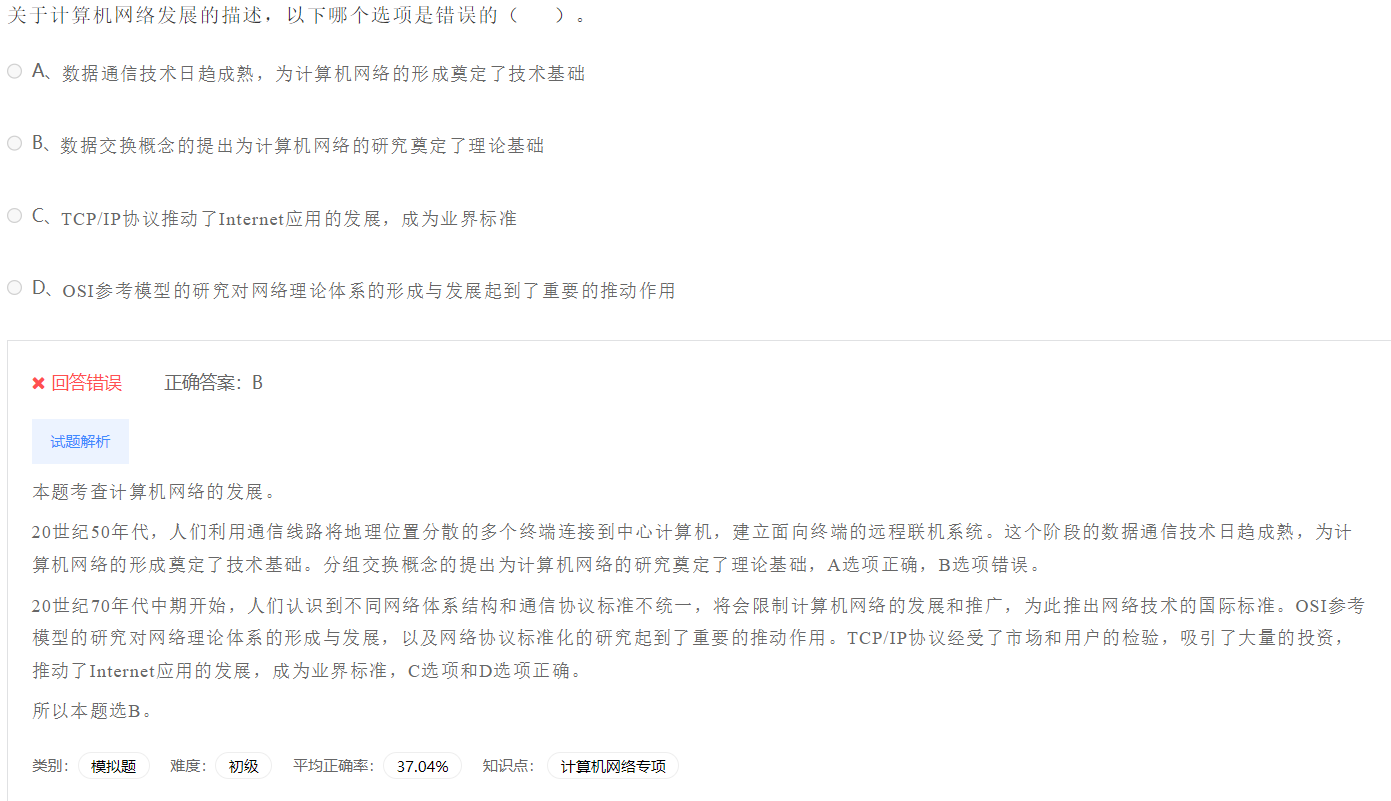 关于计算机网络发展的描述，以下哪个选项是错误的（　　）。
A、数据通信技术日趋成熟，为计算机网络的形成奠定了技术基础
B、数据交换概念的提出为计算机网络的研究奠定了理论基础
C、TCP/IP协议推动了Internet应用的发展，成为业界标准
D、OSI参考模型的研究对网络理论体系的形成与发展起到了重要的推动作用
✖ 回答错误 正确答案：B
试题解析
本题考查计算机网络的发展。
20世纪50年代，人们利用通信线路将地理位置分散的多个终端连接到中心计算机，建立面向终端的远程联机系统。这个阶段的数据通信技术日趋成熟，为计
算机网络的形成奠定了技术基础。分组交换概念的提出为计算机网络的研究奠定了理论基础，A选项正确，B选项错误。
20世纪70年代中期开始，人们认识到不同网络体系结构和通信协议标准不统一，将会限制计算机网络的发展和推广，为此推出网络技术的国际标准。OSI参考
模型的研究对网络理论体系的形成与发展，以及网络协议标准化的研究起到了重要的推动作用。TCP/IP协议经受了市场和用户的检验，吸引了大量的投资，
推动了Internet应用的发展，成为业界标准，C选项和D选项正确。
所以本题选B。
类别： 模拟题 难度： 初级 平均正确率： 37.04% 知识点： 计算机网络专项